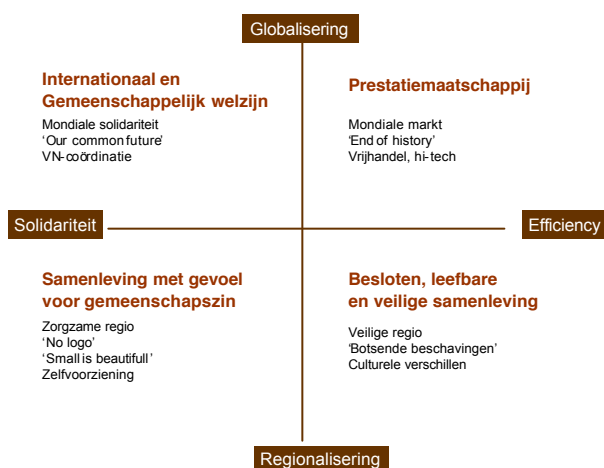 Globalisering
Internationaal en
Gemeenschappelijk welzijn
Mondiale solidariteit
'Our common future'
VN-coördinatie
Prestatiemaatschappij
Mondiale markt
'End of history'
Vrijhandel, hi-tech
Solidariteit
Efficiency
Samenleving met gevoel
voor gemeenschapszin
Zorgzame regio
'No logo'
'Small is beautifull'
Zelfvoorziening
Besloten, leefbare
en veilige samenleving
Veilige regio
'Botsende beschavingen'
Culturele verschillen
Regionalisering